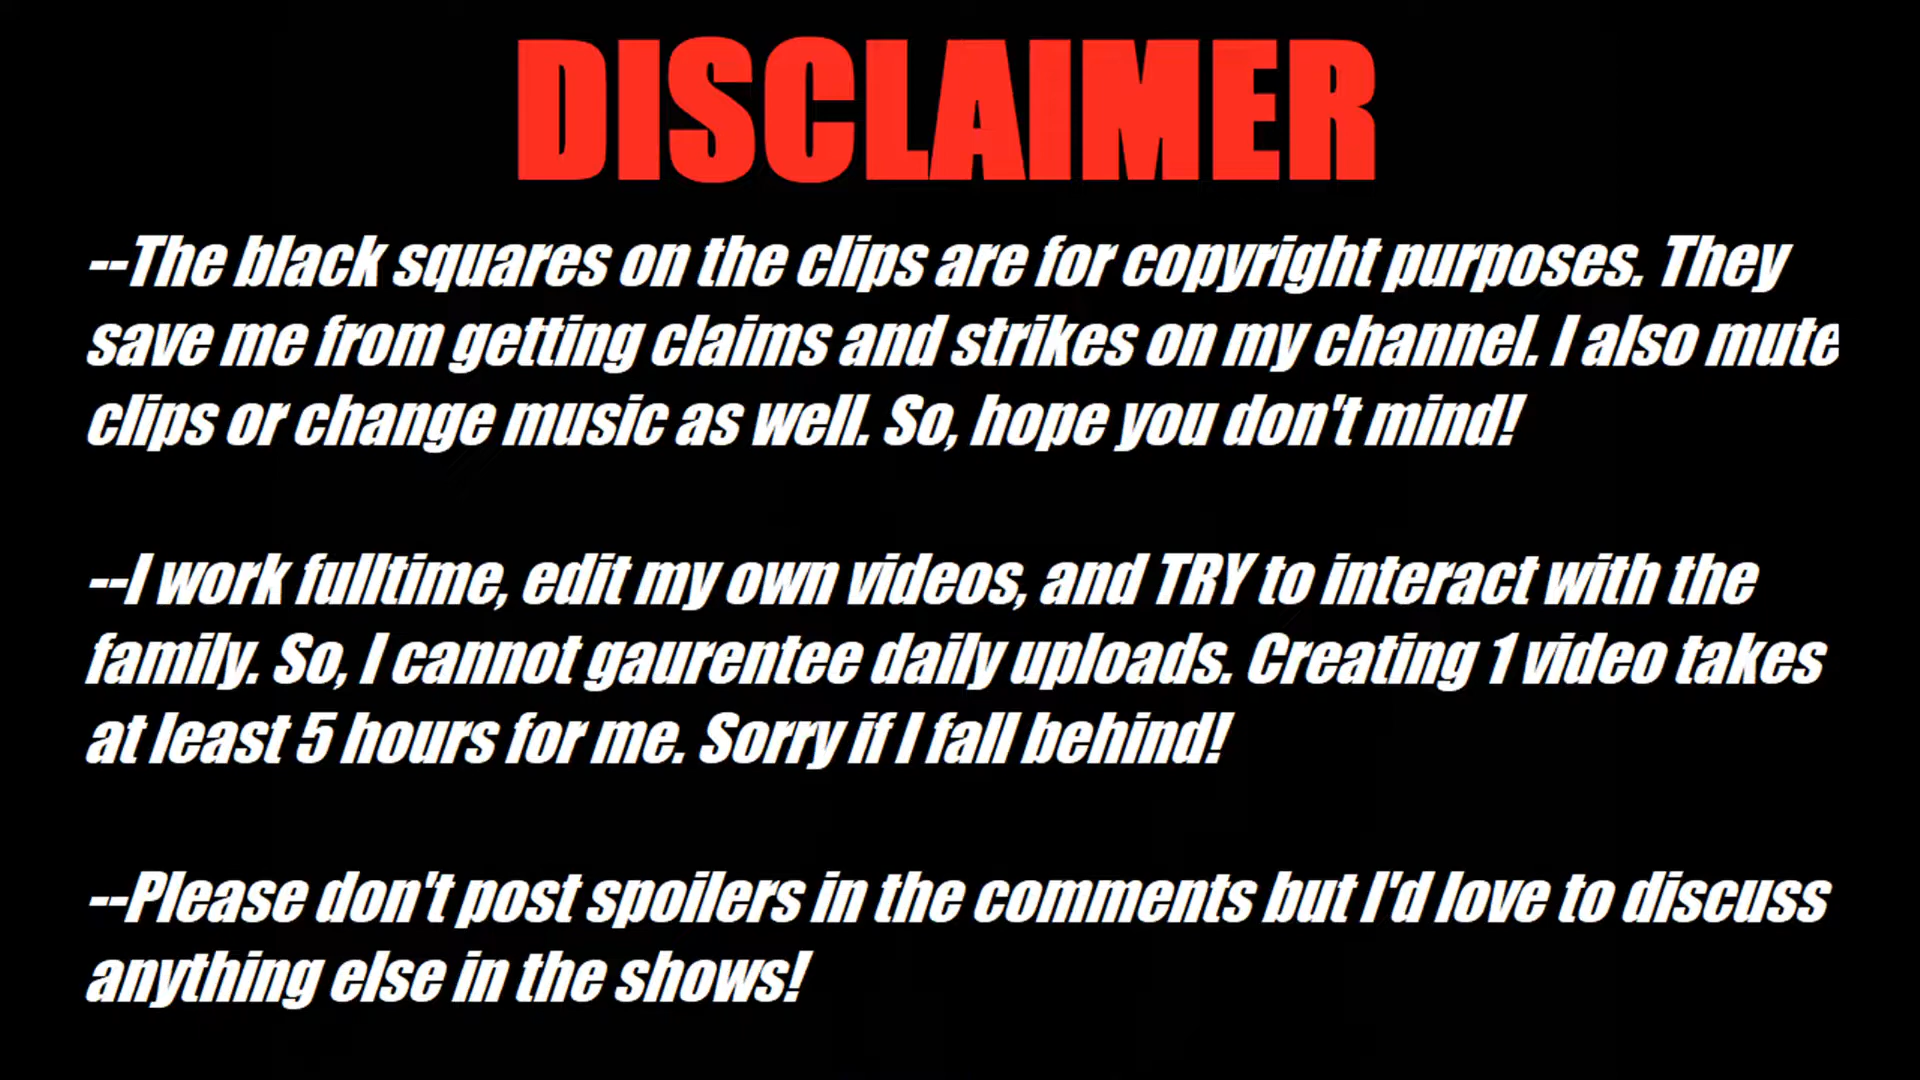 DISCLAIMER
--The black squares on the clips are for copyright purposes. They
save me from getting claims and strikes on my channel. I also mute
clips or change music as well. So, hope you don't mind!
--I work fulltime, edit my own videos, and TRY to interact with the
family. So, I cannot gaurentee daily uploads. Creating 1 video takes
at least 5 hours for me. Sorry if I fall behind!
--Please don't post spoilers in the comments but I'd love to discuss
anything else in the shows!